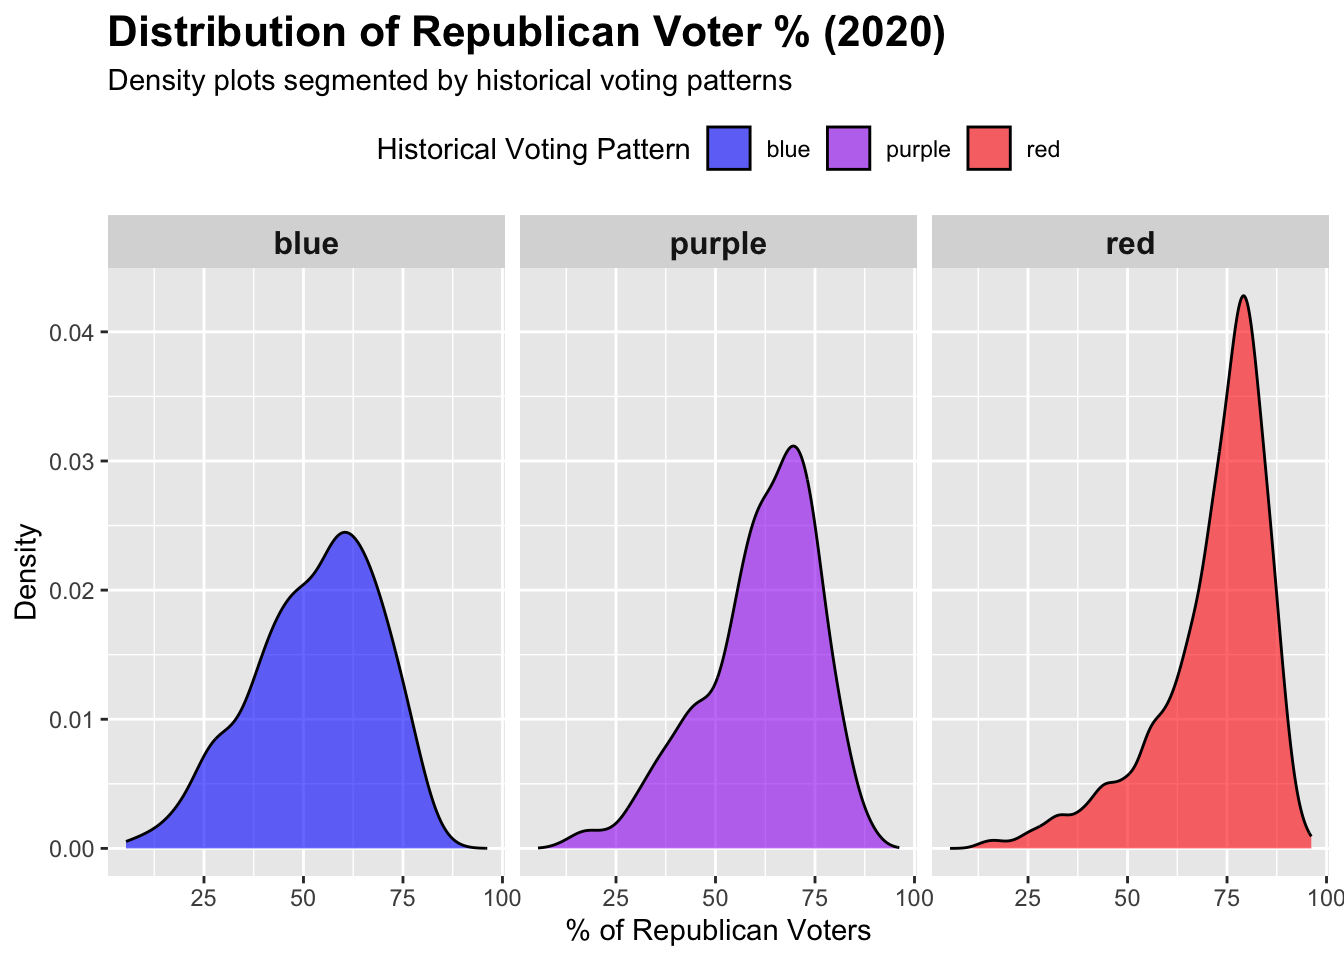 Distribution of Republican Voter % (2020)
Density plots segmented by historical voting patterns
Historical Voting Pattern blue purple red
blue purple red
0.04
0.03
0.02
0.01
0.00
Density
25 50 75 100 25 50 75 100 25 50 75 100
% of Republican Voters